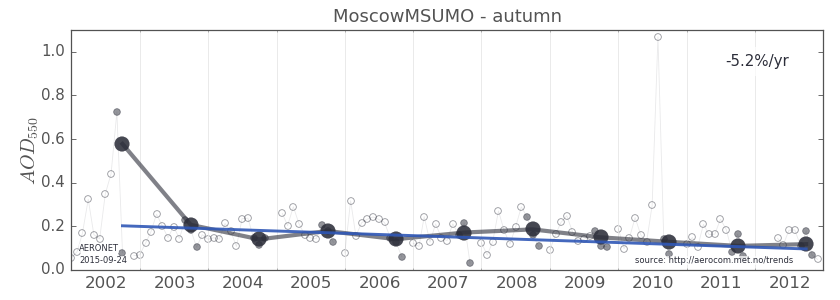 MoscowMSUMO - autumn
-5.2%/yr
1.0
0.8
0.6
0.4
0.2
0.0
AOD550
AERONET
2015-09-24
source: http://aerocom.met.no/trends
2002 2003 2004 2005 2006 2007 2008 2009 2010 2011 2012